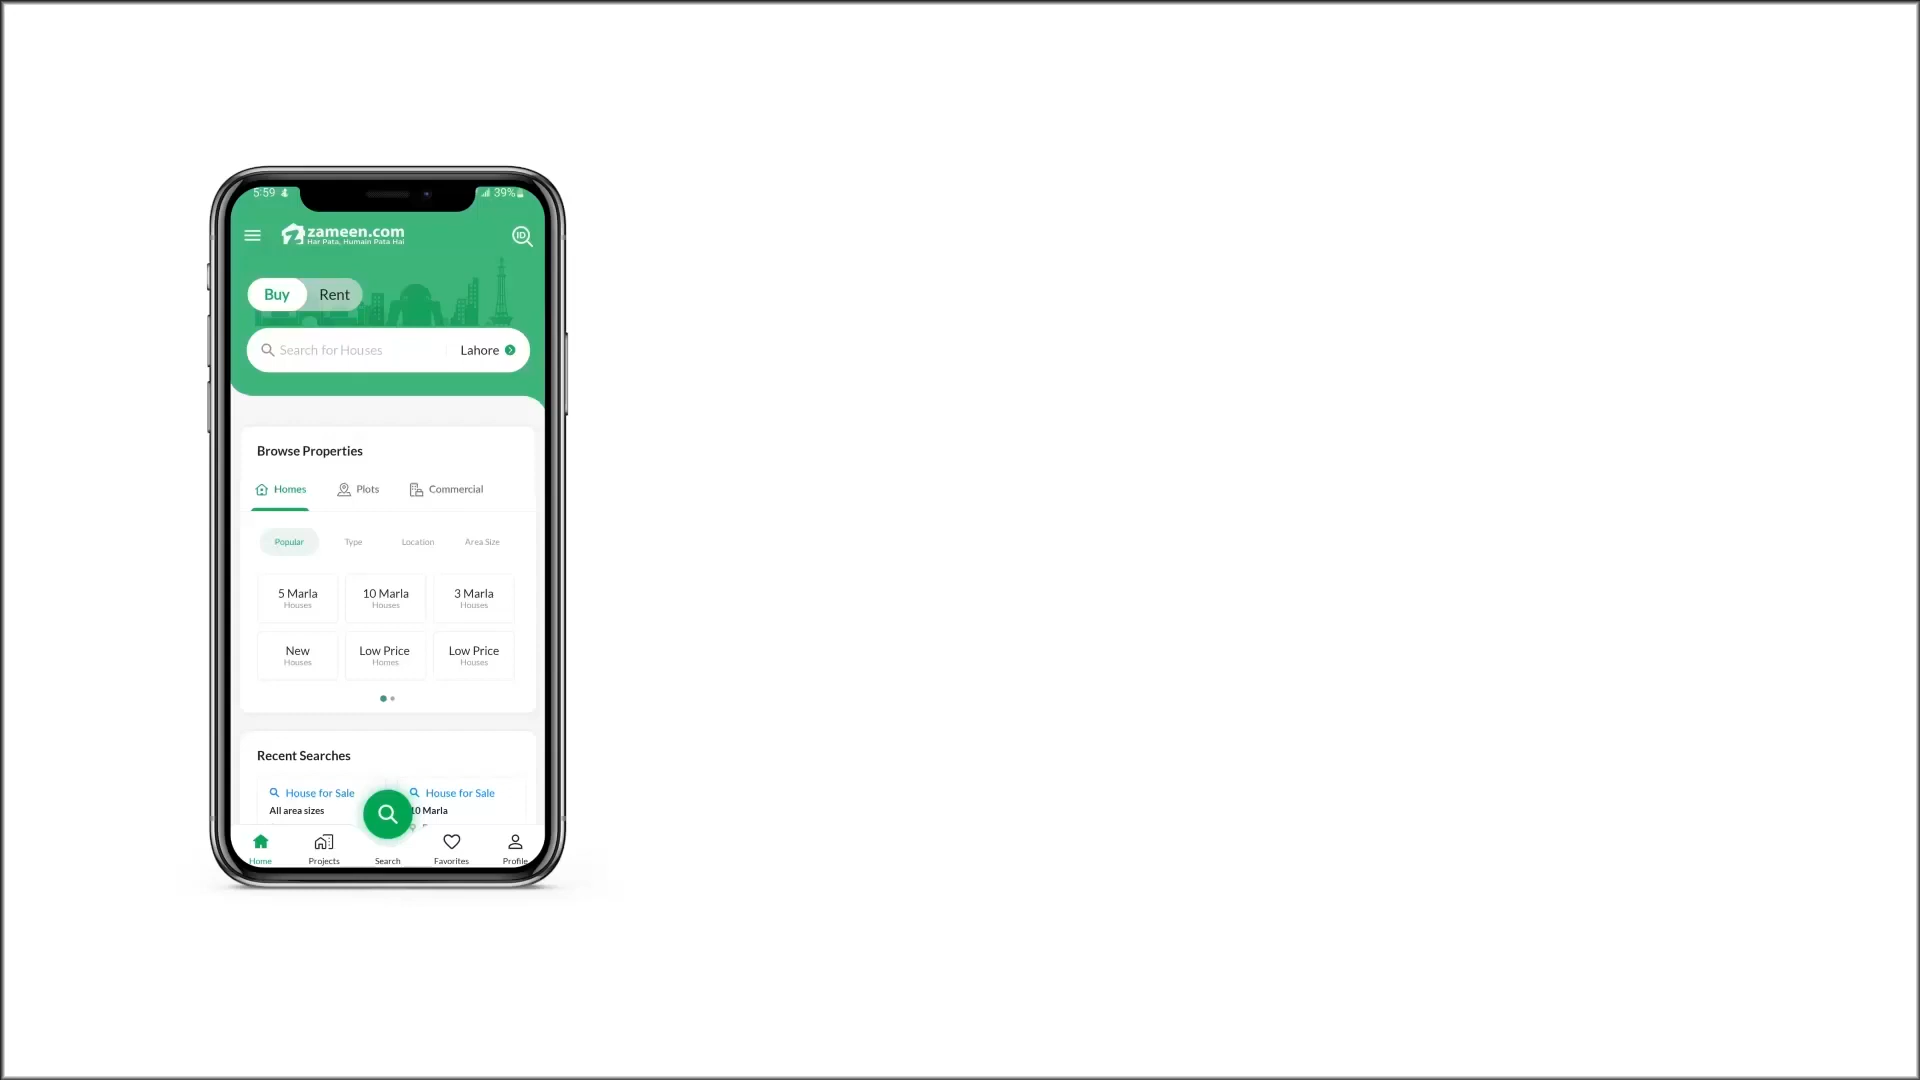 5:59
39%
zameen.com
Har Pata, Humain Pata Hai
ID
Buy Rent
Search for Houses Lahore
Browse Properties
Homes Plots Commercial
Popular Type Location Area Size
5 Marla 10 Marla 3 Marla
Houses Houses Houses
New Low Price Low Price
Houses Homes Houses
Recent Searches
House for Sale House for Sale
All area sizes 10 Marla
Home Projects Search Favorites Profile